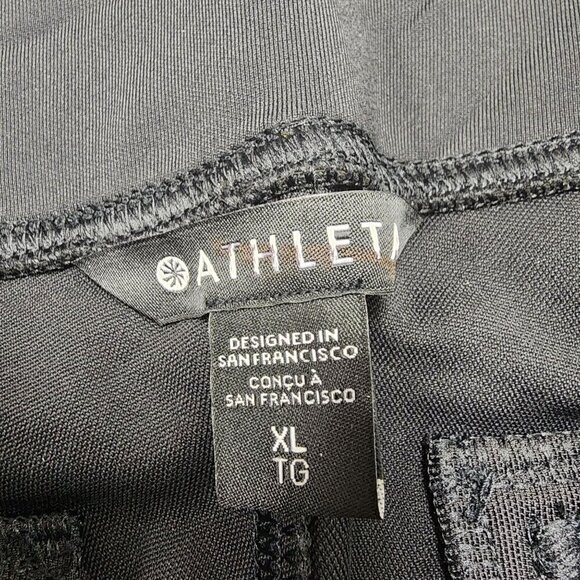 ATHLETA
DESIGNED IN
SAN FRANCISCO
CONÇU À
SAN FRANCISCO
XL
TG